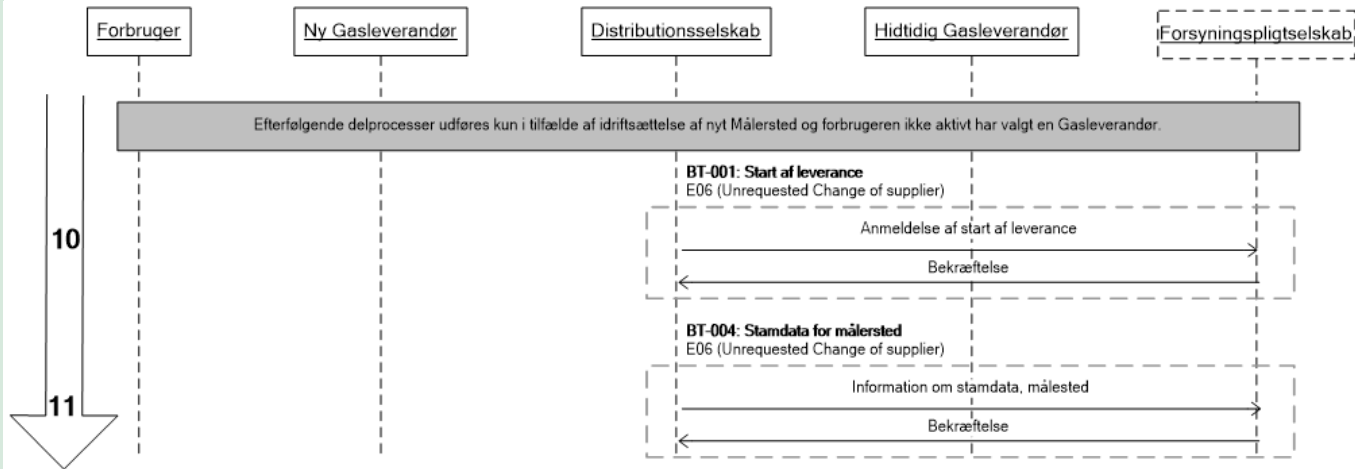 Forbruger
Ny Gasleverandør
Distributionsselskab
Hidtidig Gasleverandør
Forsyningspligtselskab
Efterfølgende delprocesser udføres kun i tilfælde af idriftsættelse af nyt Målersted og forbrugeren ikke aktivt har valgt en Gasleverandør.
BT-001: Start af leverance
E06 (Unrequested Change of supplier)
10
Anmeldelse af start af leverance
Bekræftelse
BT-004: Stamdata for målersted
E06 (Unrequested Change of supplier)
11
Information om stamdata, målested
Bekræftelse